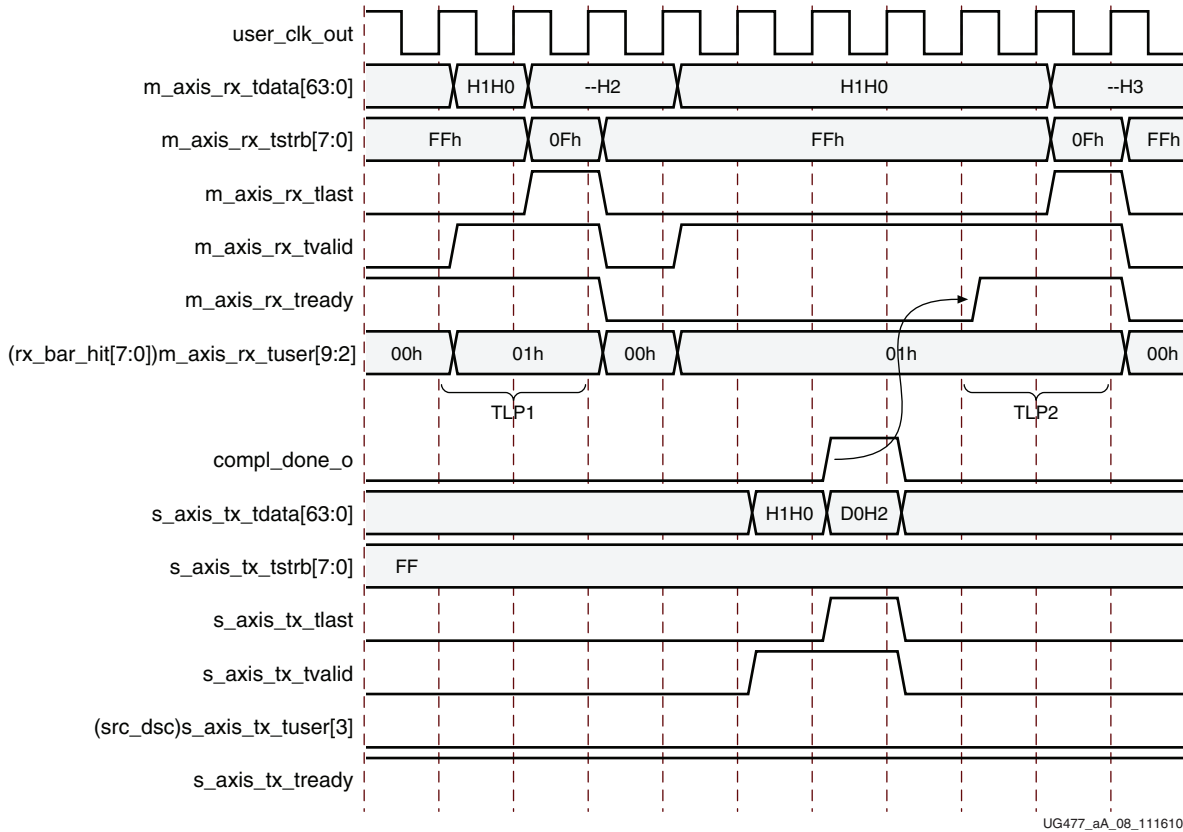 user_clk_out
m_axis_rx_tdata[63:0] H1H0 --H2 H1H0 --H3
m_axis_rx_tstrb[7:0] FFh 0Fh FFh 0Fh FFh
m_axis_rx_tlast
m_axis_rx_tvalid
m_axis_rx_tready
(rx_bar_hit[7:0])m_axis_rx_tuser[9:2] 00h 01h 00h 01h 00h
TLP1 TLP2
compl_done_o
s_axis_tx_tdata[63:0] H1H0 D0H2
s_axis_tx_tstrb[7:0] FF
s_axis_tx_tlast
s_axis_tx_tvalid
(src_dsc)s_axis_tx_tuser[3]
s_axis_tx_tready
UG477_aA_08_111610